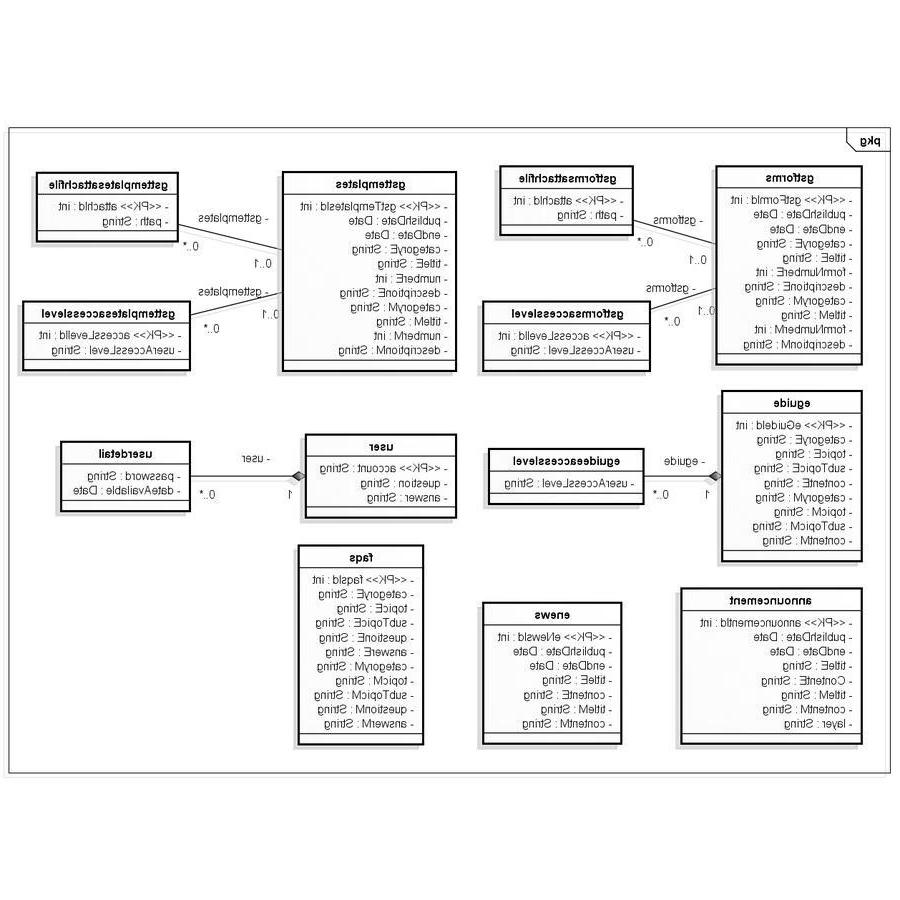 pkg
gstforms
- <<PK>> gstFormId : int
- publishDate : Date
- endDate : Date
- categoryE : String
- titleE : String
- formNumberE : int
- descriptionE : String
- categoryM : String
- titleM : String
- formNumM : int
- descriptionM : String
gstformsattachfile
- <<PK>> attachId : int
- path : String
- gstforms
0..*
0..1
gstformsaccesslevel
- <<PK>> accessLevelId : int
- userAccessLevel : String
- gstforms
0..*
0..1
gsttemplates
- <<PK>> gstTemplatesId : int
- publishDate : Date
- endDate : Date
- categoryE : String
- titleE : String
- numberE : int
- descriptionE : String
- categoryM : String
- titleM : String
- numberM : int
- descriptionM : String
gsttemplatesattachfile
- <<PK>> attachId : int
- path : String
- gsttemplates
0..*
0..1
gsttemplatesaccesslevel
- <<PK>> accessLevelId : int
- userAccessLevel : String
- gsttemplates
0..*
0..1
eguide
- <<PK>> eGuideId : int
- categoryE : String
- topicE : String
- subTopicE : String
- contentE : String
- categoryM : String
- topicM : String
- subTopicM : String
- contentM : String
eguideeaccesslevel
- userAccessLevel : String
- eguide
0..*
1
user
- <<PK>> account : String
- question : String
- answer : String
userdetail
- password : String
- dateAvailable : Date
- user
0..*
1
announcement
- <<PK>> announcementId : int
- publishDate : Date
- endDate : Date
- titleE : String
- ContentE : String
- titleM : String
- contentM : String
- layer : String
enews
- <<PK>> eNewsId : int
- publishDate : Date
- endDate : Date
- titleE : String
- contentE : String
- titleM : String
- contentM : String
faqs
- <<PK>> faqsId : int
- categoryE : String
- topicE : String
- subTopicE : String
- questionE : String
- answerE : String
- categoryM : String
- topicM : String
- subTopicM : String
- questionM : String
- answerM : String